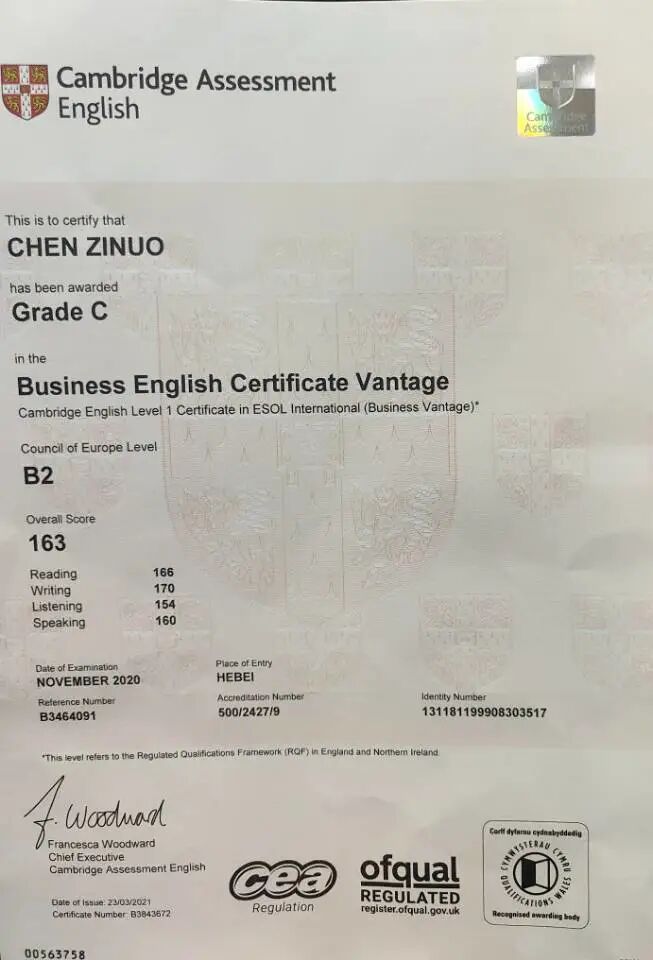 Cambridge Assessment
English
Cambridge
Assessment
This is to certify that
CHEN ZINUO
has been awarded
Grade C
in the
Business English Certificate Vantage
Cambridge English Level 1 Certificate in ESOL International (Business Vantage)*
Council of Europe Level
B2
Overall Score
163
Reading 166
Writing 170
Listening 154
Speaking 160
Date of Examination
NOVEMBER 2020
Place of Entry
HEBEI
Reference Number
B3464091
Accreditation Number
500/2427/9
Identity Number
131181199908303517
*This level refers to the Regulated Qualifications Framework (RQF) in England and Northern Ireland.
F. Woodward
Francesca Woodward
Chief Executive
Cambridge Assessment English
Date of Issue: 23/03/2021
Certificate Number: B3843672
cea
Regulation
ofqual
REGULATED
register.ofqual.gov.uk
Corff dyfarnu cydnabyddedig
CYMWYSTERAU CYMRU
QUALIFICATIONS WALES
Recognised awarding body
00563758